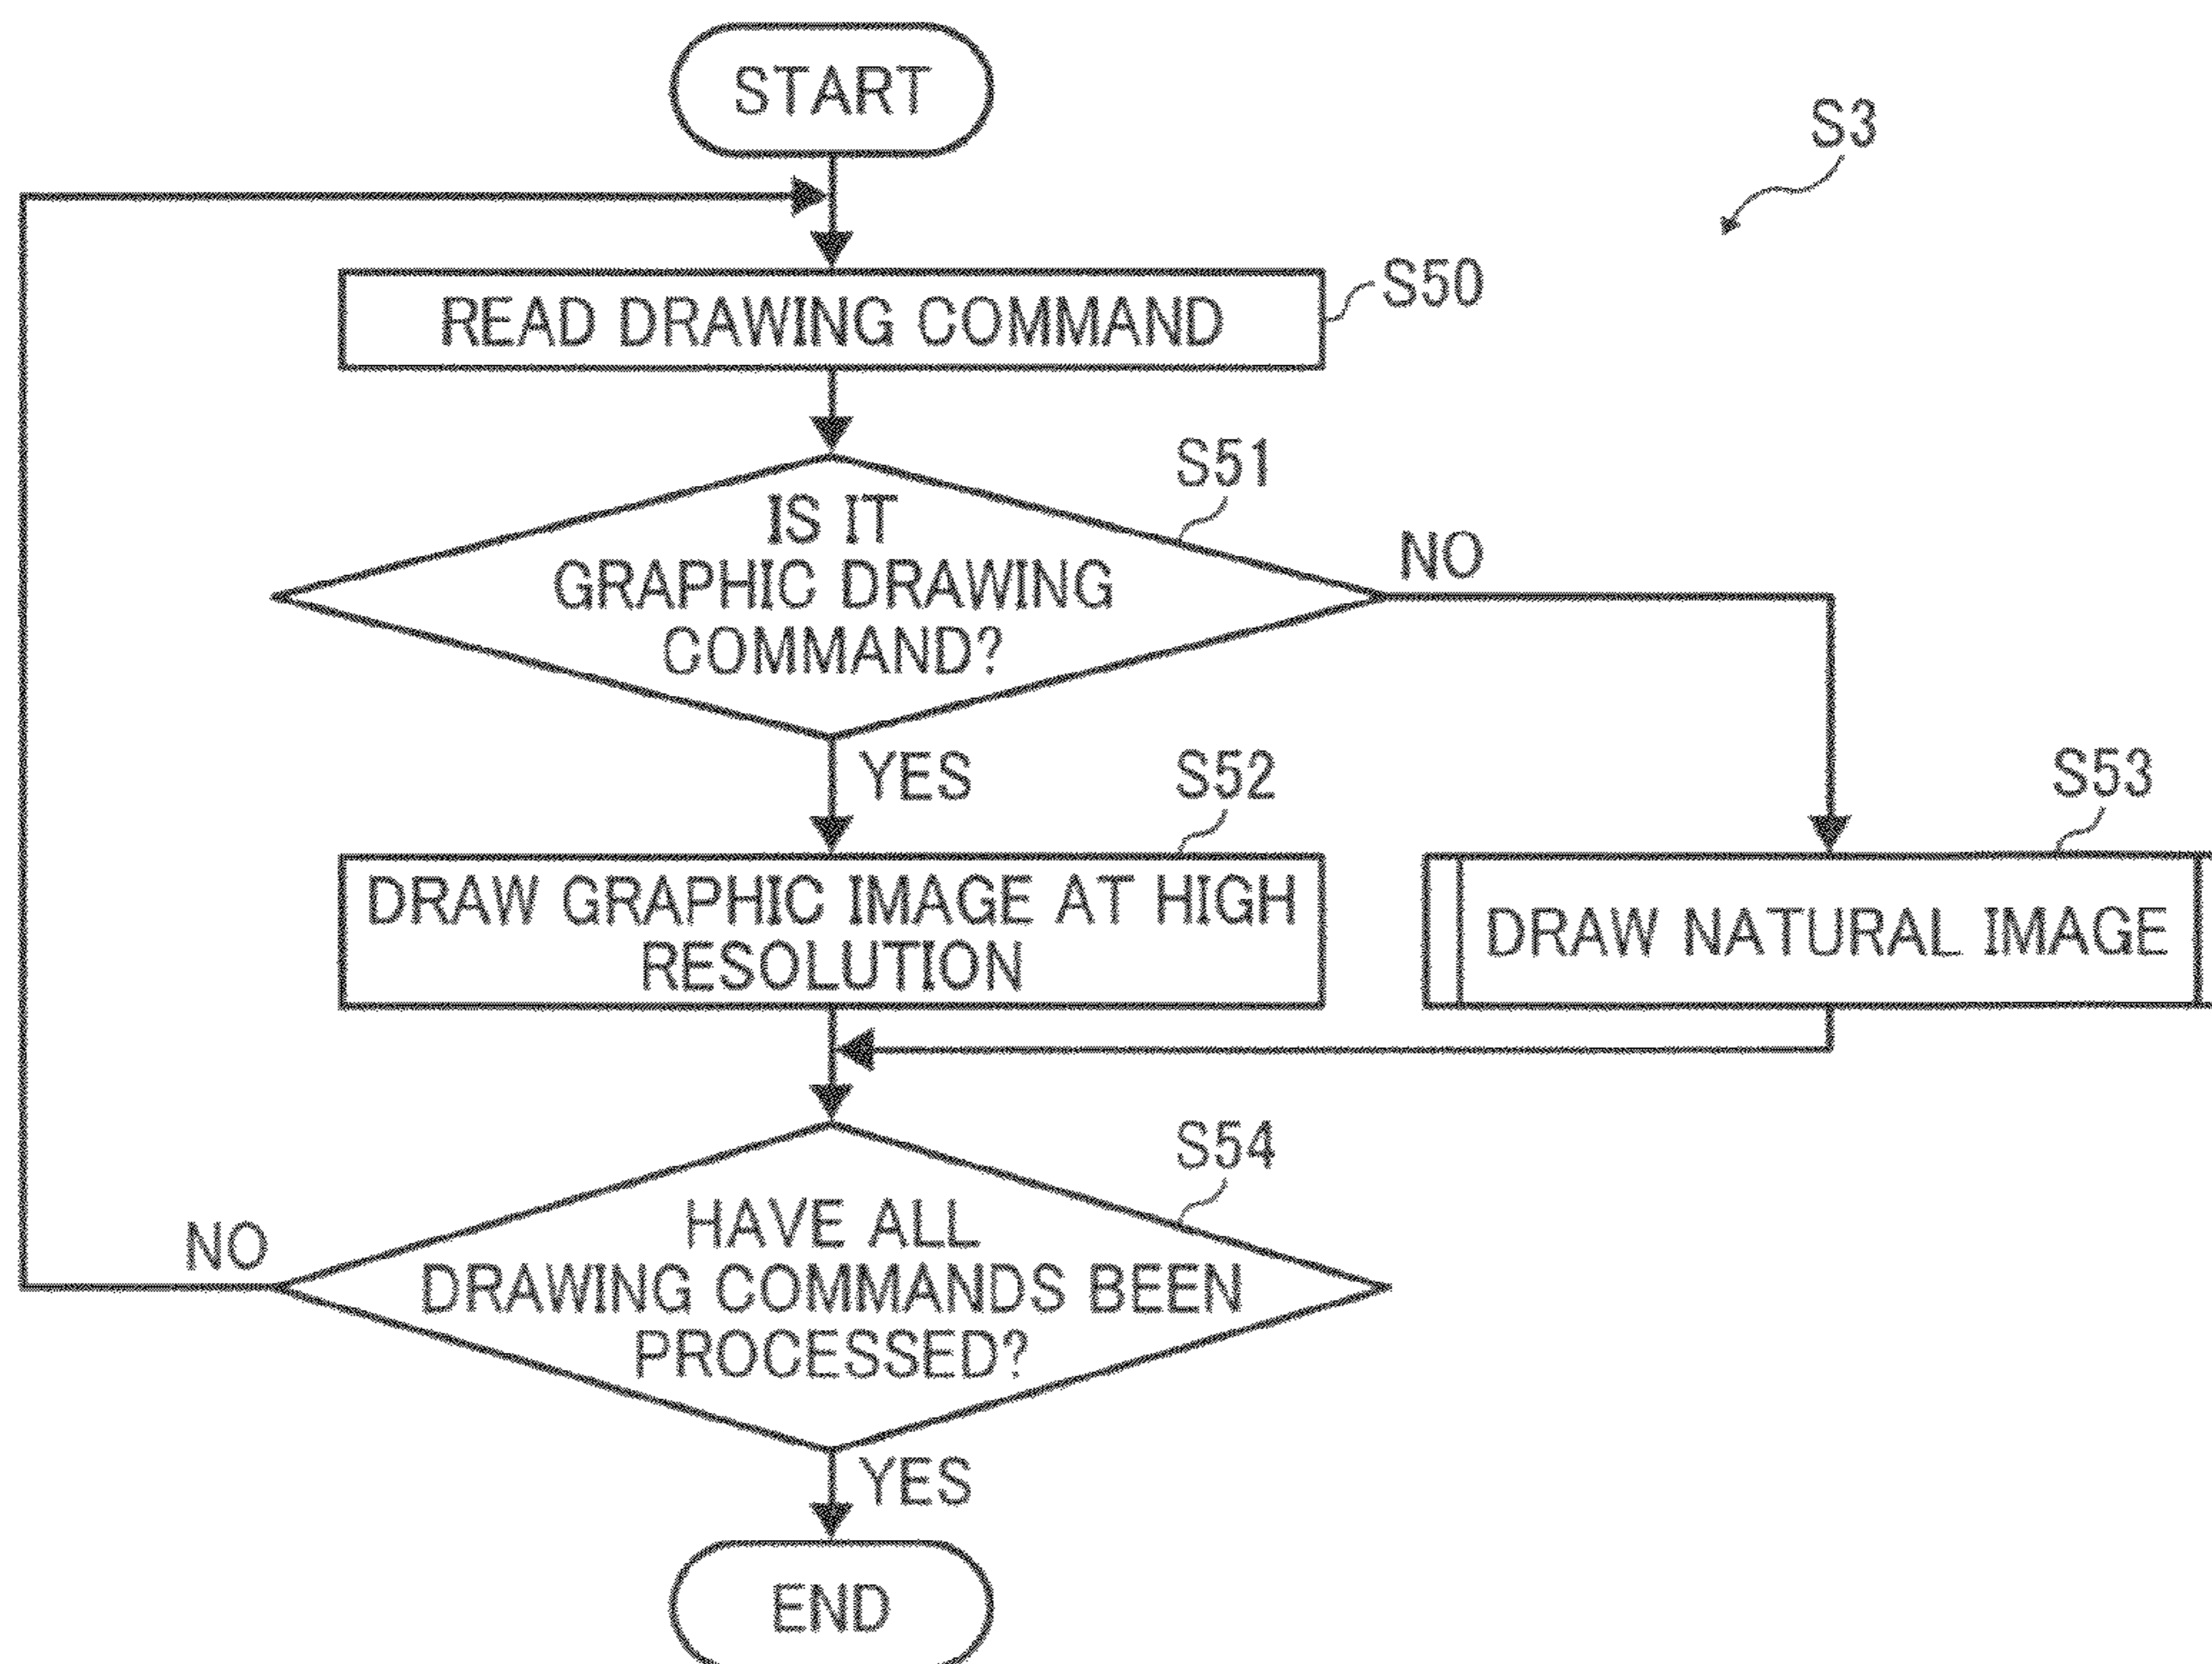 START
S3
READ DRAWING COMMAND
S50
S51
IS IT
GRAPHIC DRAWING
COMMAND?
NO
YES
S52
S53
DRAW GRAPHIC IMAGE AT HIGH
RESOLUTION
DRAW NATURAL IMAGE
S54
HAVE ALL
DRAWING COMMANDS BEEN
PROCESSED?
NO
YES
END